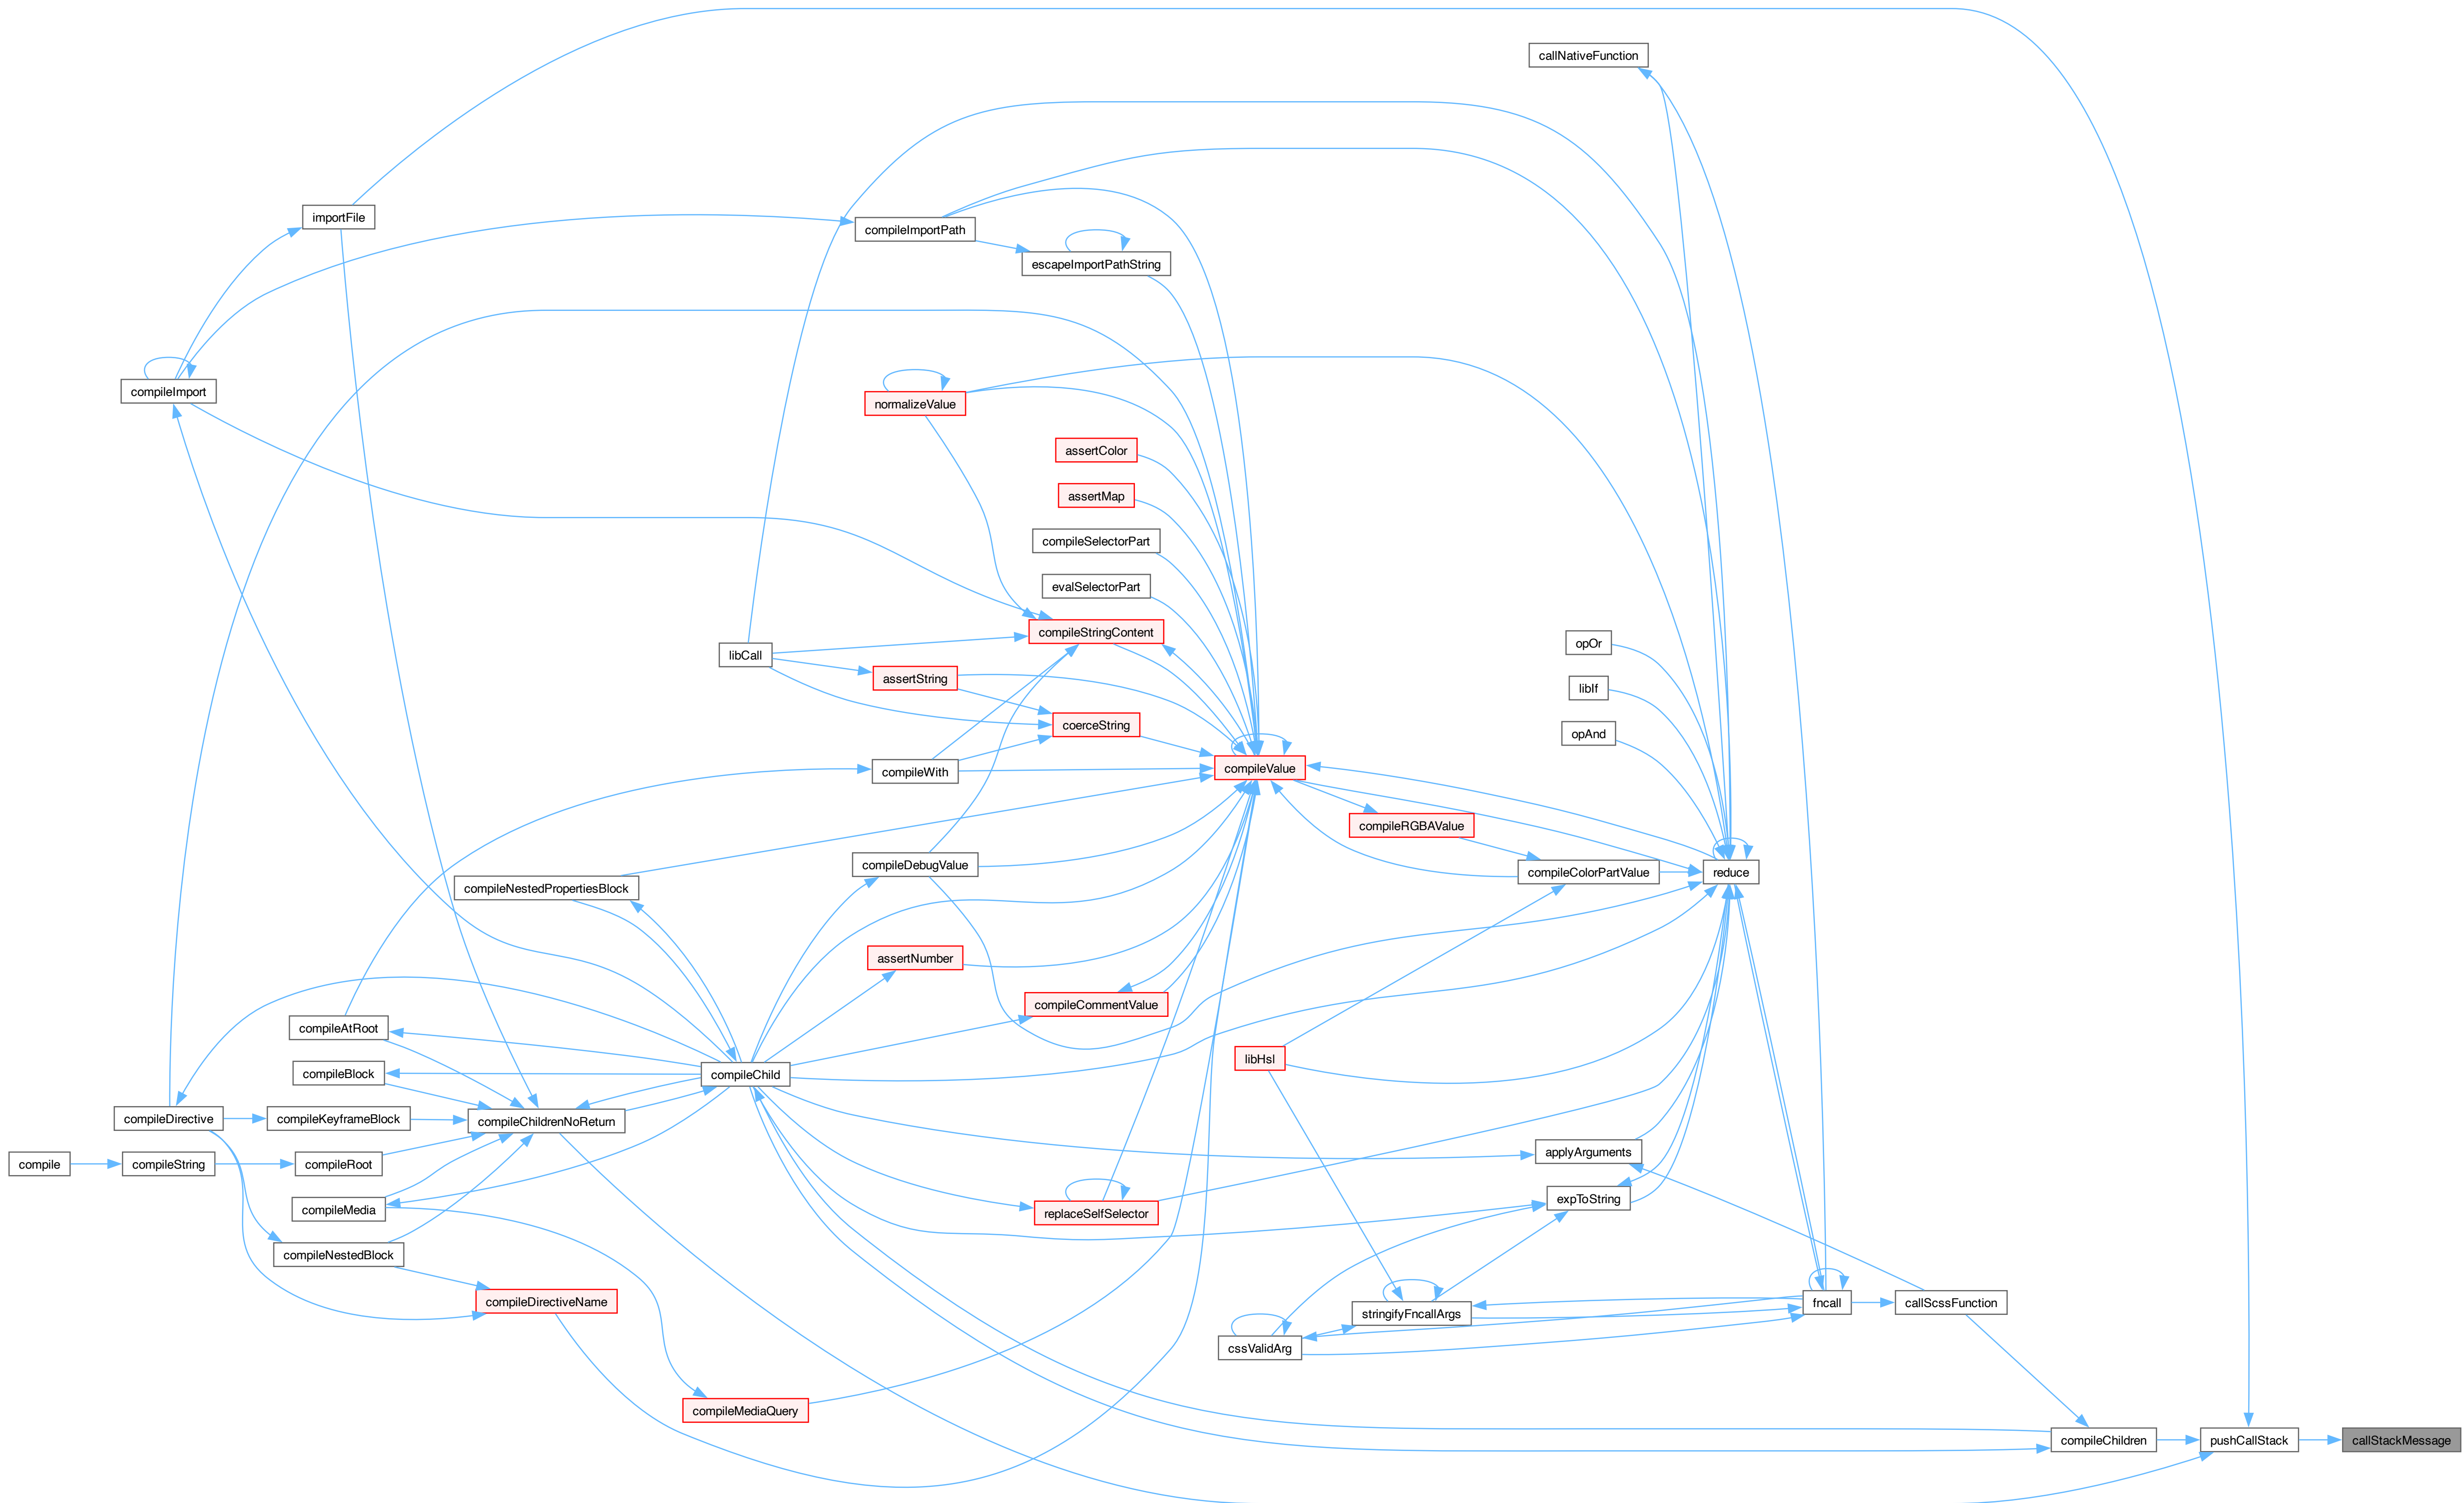 callNativeFunction
importFile
compileImportPath
escapeImportPathString
compileImport
normalizeValue
assertColor
assertMap
compileSelectorPart
evalSelectorPart
compileStringContent
opOr
libCall
assertString
libIf
coerceString
opAnd
compileWith
compileValue
compileRGBAValue
compileDebugValue
compileColorPartValue
reduce
compileNestedPropertiesBlock
assertNumber
compileCommentValue
compileAtRoot
libHsl
compileBlock
compileChild
compileDirective
compileKeyframeBlock
compileChildrenNoReturn
applyArguments
compile
compileString
compileRoot
expToString
compileMedia
replaceSelfSelector
compileNestedBlock
compileDirectiveName
stringifyFncallArgs
fncall
callScssFunction
cssValidArg
compileMediaQuery
compileChildren
pushCallStack
callStackMessage